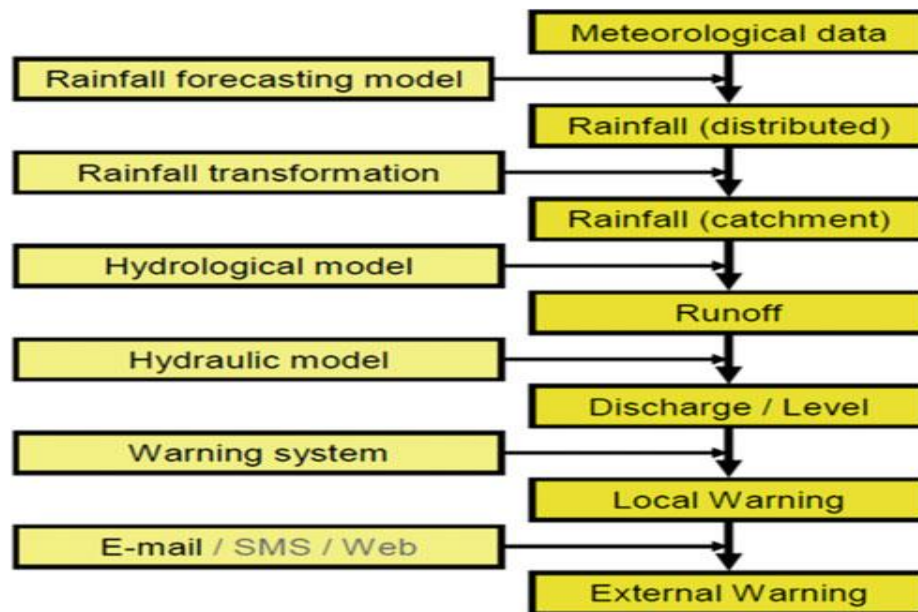 Meteorological data
Rainfall forecasting model
Rainfall (distributed)
Rainfall transformation
Rainfall (catchment)
Hydrological model
Runoff
Hydraulic model
Discharge / Level
Warning system
Local Warning
E-mail / SMS / Web
External Warning